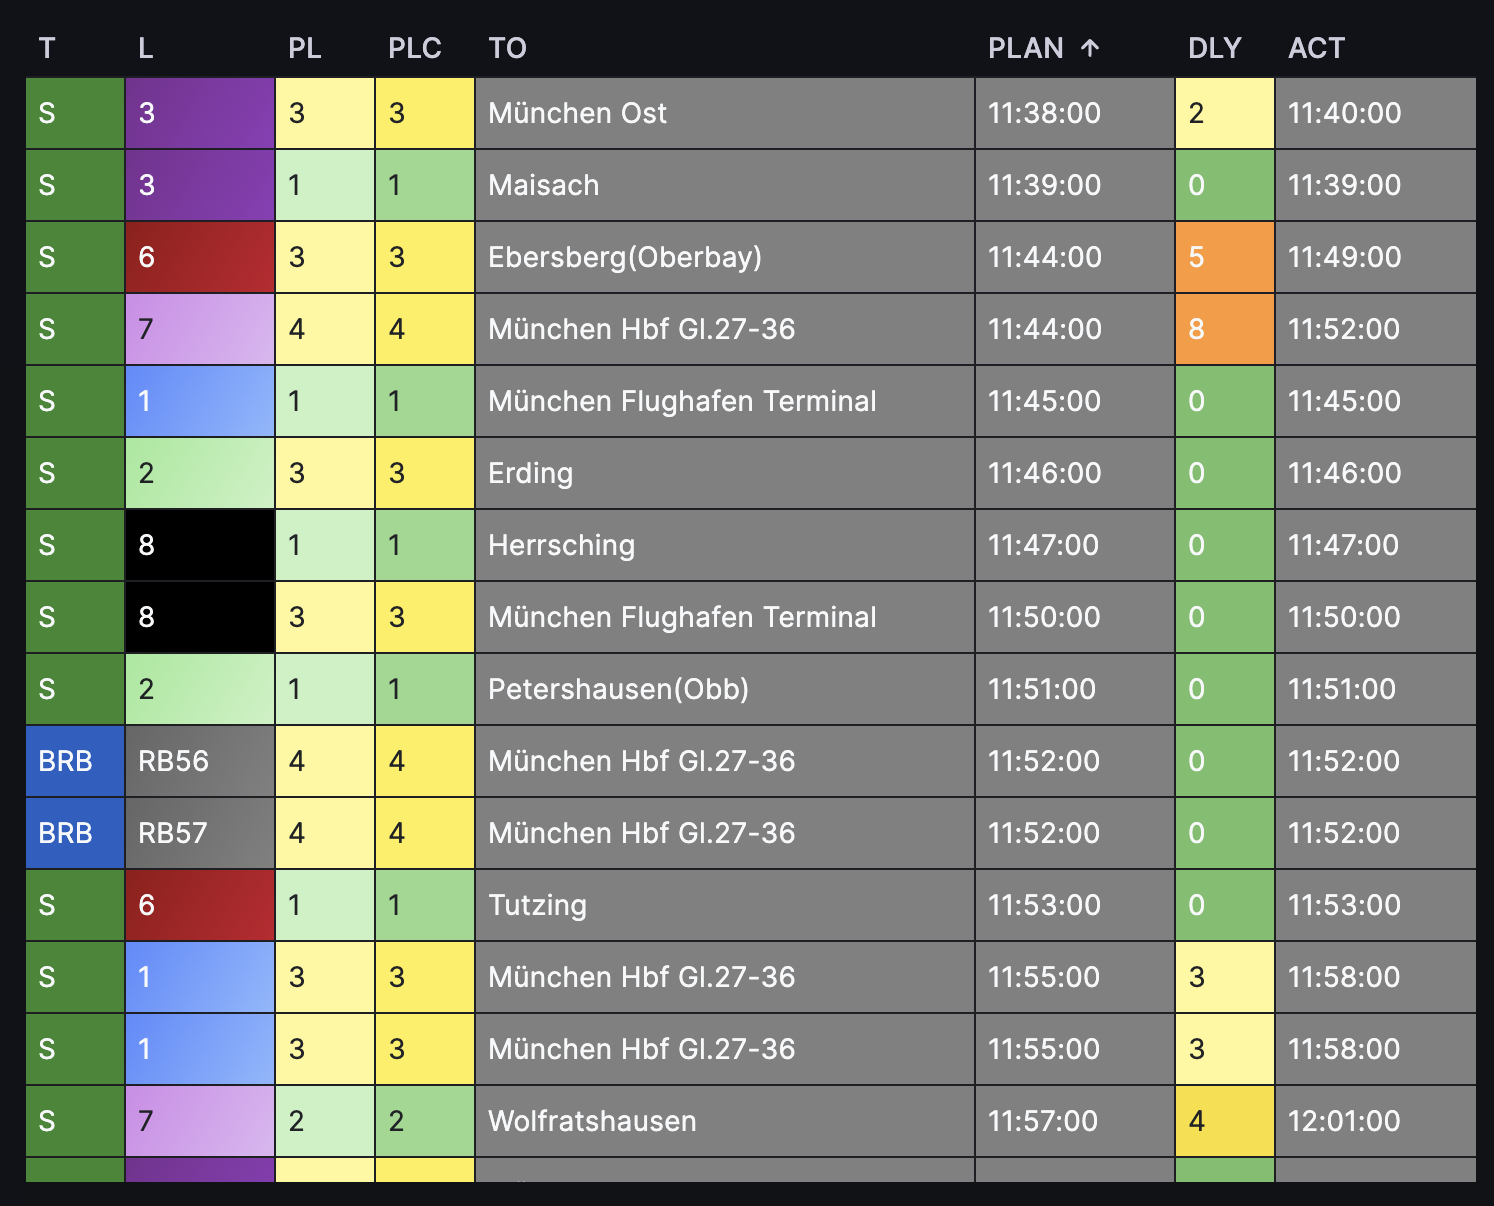 T L PL PLC TO PLAN ↑ DLY ACT
S 3 3 3 München Ost 11:38:00 2 11:40:00
S 3 1 1 Maisach 11:39:00 0 11:39:00
S 6 3 3 Ebersberg(Oberbay) 11:44:00 5 11:49:00
S 7 4 4 München Hbf Gl.27-36 11:44:00 8 11:52:00
S 1 1 1 München Flughafen Terminal 11:45:00 0 11:45:00
S 2 3 3 Erding 11:46:00 0 11:46:00
S 8 1 1 Herrsching 11:47:00 0 11:47:00
S 8 3 3 München Flughafen Terminal 11:50:00 0 11:50:00
S 2 1 1 Petershausen(Obb) 11:51:00 0 11:51:00
BRB RB56 4 4 München Hbf Gl.27-36 11:52:00 0 11:52:00
BRB RB57 4 4 München Hbf Gl.27-36 11:52:00 0 11:52:00
S 6 1 1 Tutzing 11:53:00 0 11:53:00
S 1 3 3 München Hbf Gl.27-36 11:55:00 3 11:58:00
S 1 3 3 München Hbf Gl.27-36 11:55:00 3 11:58:00
S 7 2 2 Wolfratshausen 11:57:00 4 12:01:00